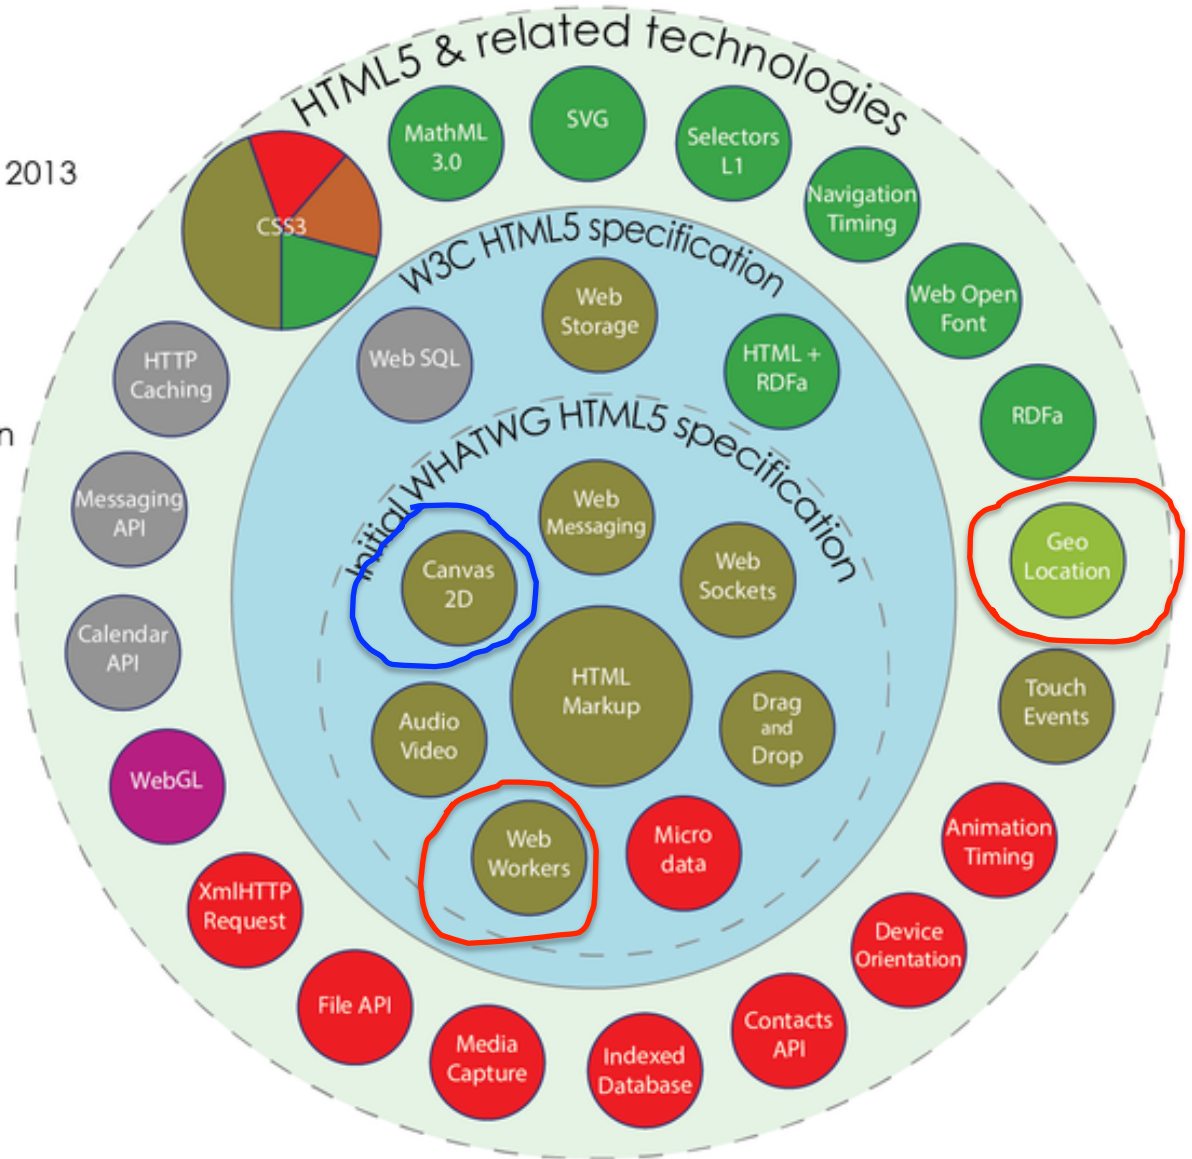 HTML5 & related technologies
2013
n
W3C HTML5 specification
Initial WHATWG HTML5 specification
MathML
3.0
SVG
Selectors
L1
Navigation
Timing
Web Open
Font
RDFa
Geo
Location
Touch
Events
Animation
Timing
Device
Orientation
Contacts
API
Indexed
Database
Media
Capture
File API
XmlHTTP
Request
WebGL
Calendar
API
Messaging
API
HTTP
Caching
CSS3
Web SQL
Web
Storage
HTML +
RDFa
Web
Messaging
Web
Sockets
Canvas
2D
HTML
Markup
Drag
and
Drop
Audio
Video
Web
Workers
Micro
data